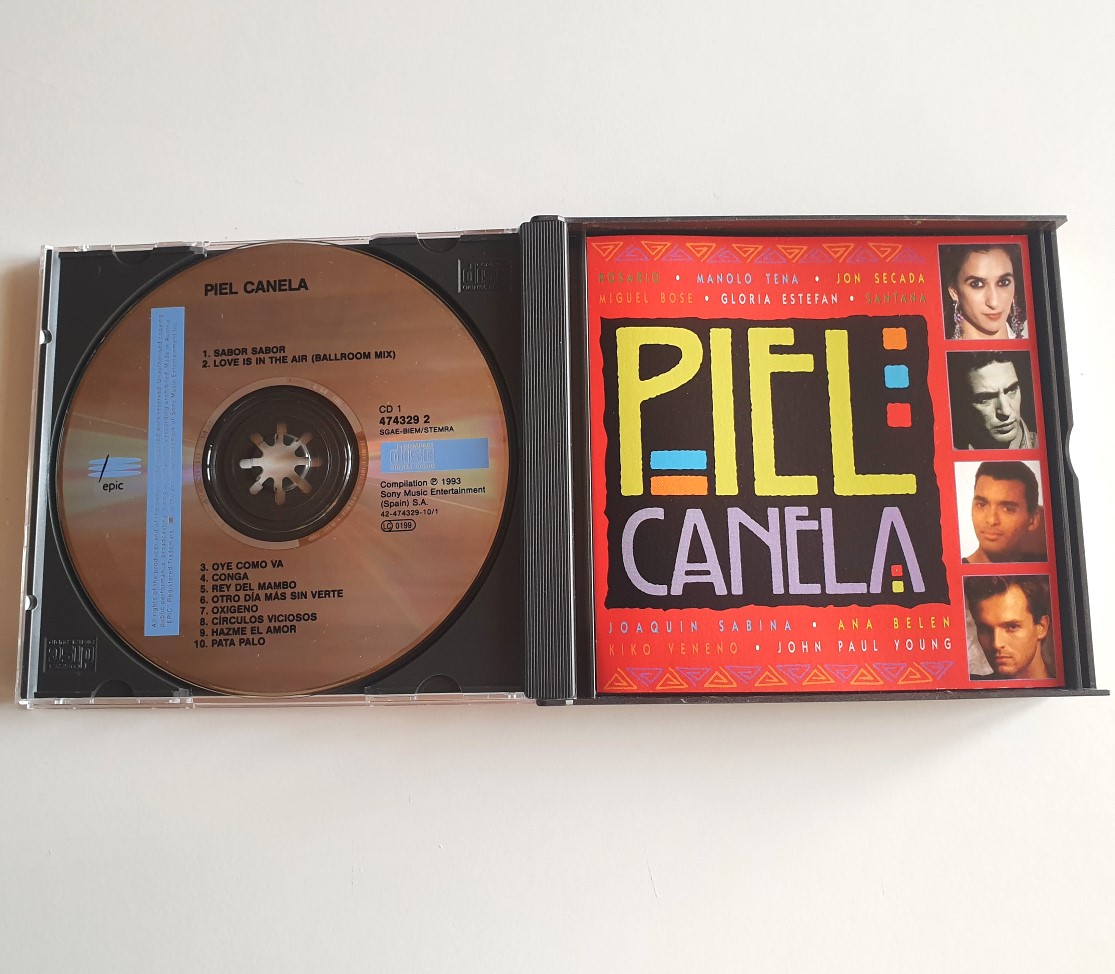 PIEL CANELA
1. SABOR SABOR
2. LOVE IS IN THE AIR (BALLROOM MIX)
CD 1
474329 2
SGAE-BIEM/STEMRA
COMPACT
disc
DIGITAL AUDIO
epic
Compilation ℗ 1993
Sony Music Entertainment
(Spain) S.A.
42-474329-10/1
LC 0199
3. OYE COMO VA
4. CONGA
5. REY DEL MAMBO
6. OTRO DÍA MÁS SIN VERTE
7. OXIGENO
8. CÍRCULOS VICIOSOS
9. HAZME EL AMOR
10. PATA PALO
ROSARIO • MANOLO TENA • JON SECADA
MIGUEL BOSE • GLORIA ESTEFAN • SANTANA
PIEL
CANELA
JOAQUIN SABINA • ANA BELEN
KIKO VENENO • JOHN PAUL YOUNG